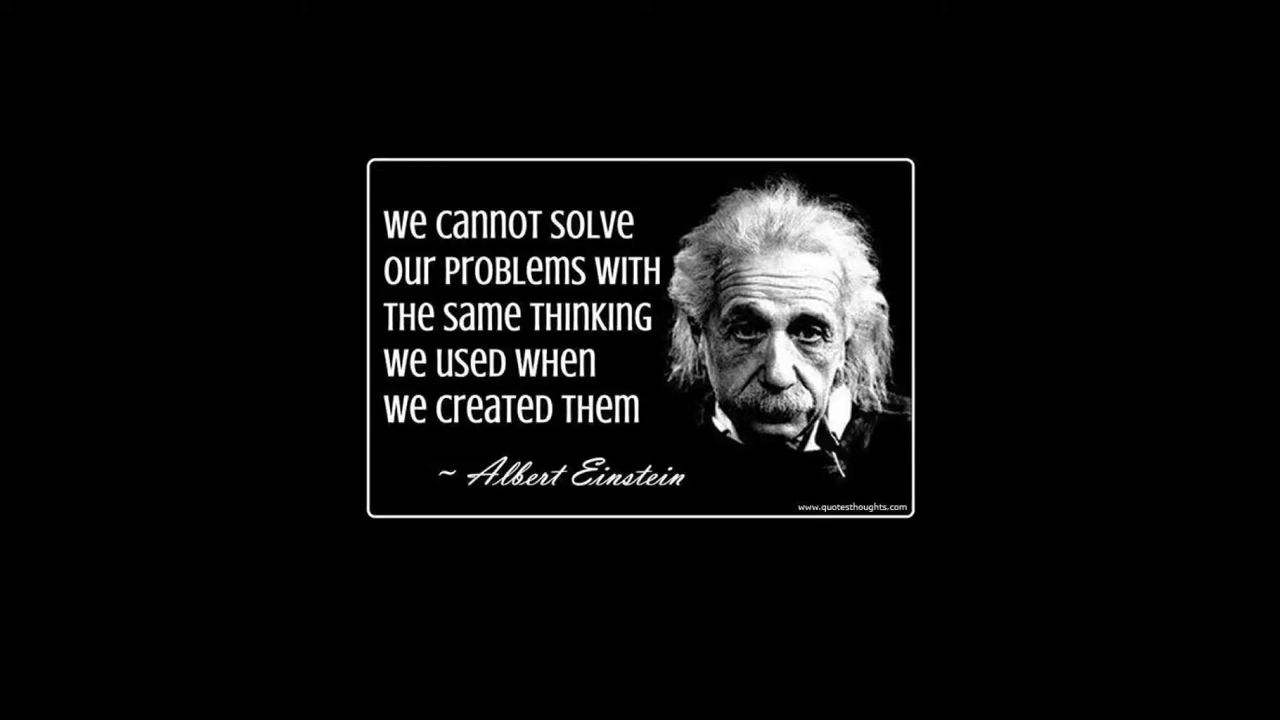 We cannot solve
our problems with
the same thinking
we used when
we created them
~ Albert Einstein
www.quotesthoughts.com